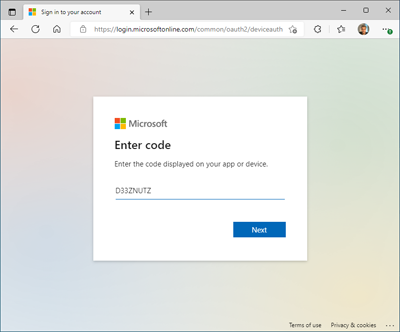 Sign in to your account
https://login.microsoftonline.com/common/oauth2/deviceauth
Microsoft
Enter code
Enter the code displayed on your app or device.
D33ZNUTZ
Next
Terms of use Privacy & cookies ...